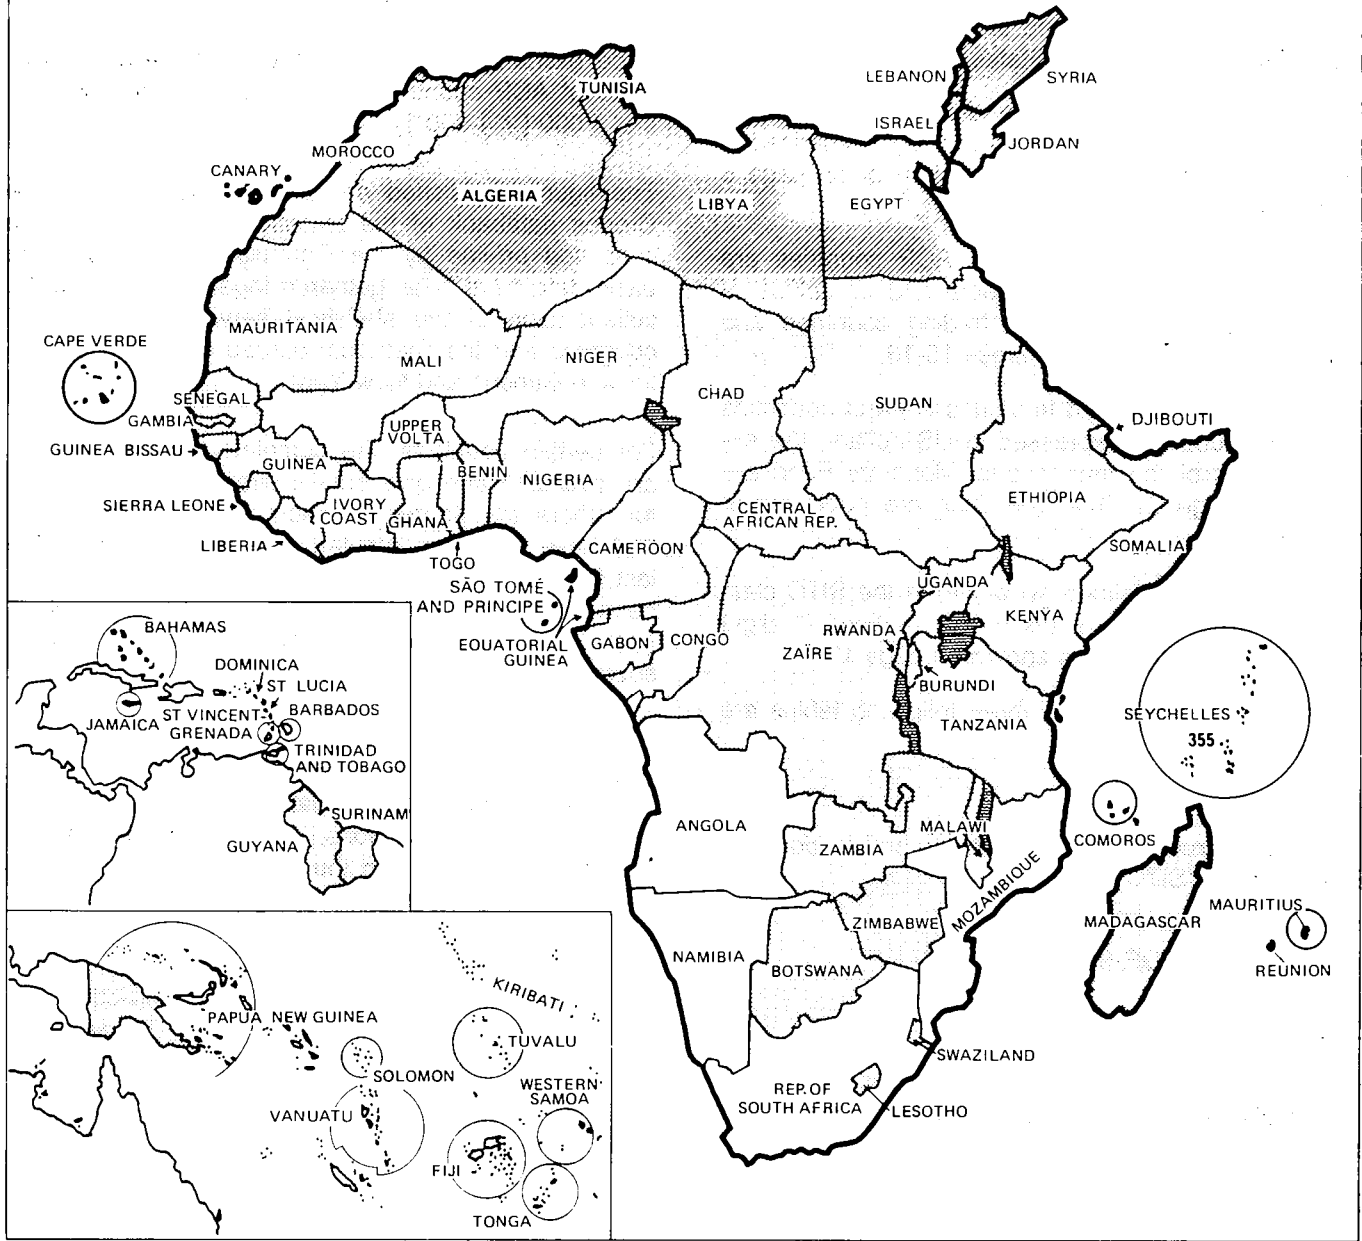 LEBANON
SYRIA
TUNISIA
ISRAEL
JORDAN
MOROCCO
CANARY
ALGERIA
LIBYA
EGYPT
MAURITANIA
CAPE VERDE
MALI
NIGER
CHAD
SUDAN
SENEGAL
GAMBIA
DJIBOUTI
UPPER
VOLTA
GUINEA BISSAU
GUINEA
BENIN
NIGERIA
ETHIOPIA
SIERRA LEONE
IVORY
COAST
GHANA
CENTRAL
AFRICAN REP.
LIBERIA
TOGO
CAMEROON
SOMALIA
SÃO TOMÉ
AND PRINCIPE
UGANDA
KENYA
EQUATORIAL
GUINEA
GABON
CONGO
RWANDA
ZAÏRE
BURUNDI
TANZANIA
SEYCHELLES
355
ANGOLA
ZAMBIA
MALAWI
COMOROS
MOZAMBIQUE
ZIMBABWE
MADAGASCAR
MAURITIUS
REUNION
NAMIBIA
BOTSWANA
SWAZILAND
REP. OF
SOUTH AFRICA
LESOTHO
BAHAMAS
DOMINICA
ST LUCIA
JAMAICA
ST VINCENT
BARBADOS
GRENADA
TRINIDAD
AND TOBAGO
SURINAM
GUYANA
KIRIBATI
PAPUA NEW GUINEA
TUVALU
SOLOMON
WESTERN
SAMOA
VANUATU
FIJI
TONGA